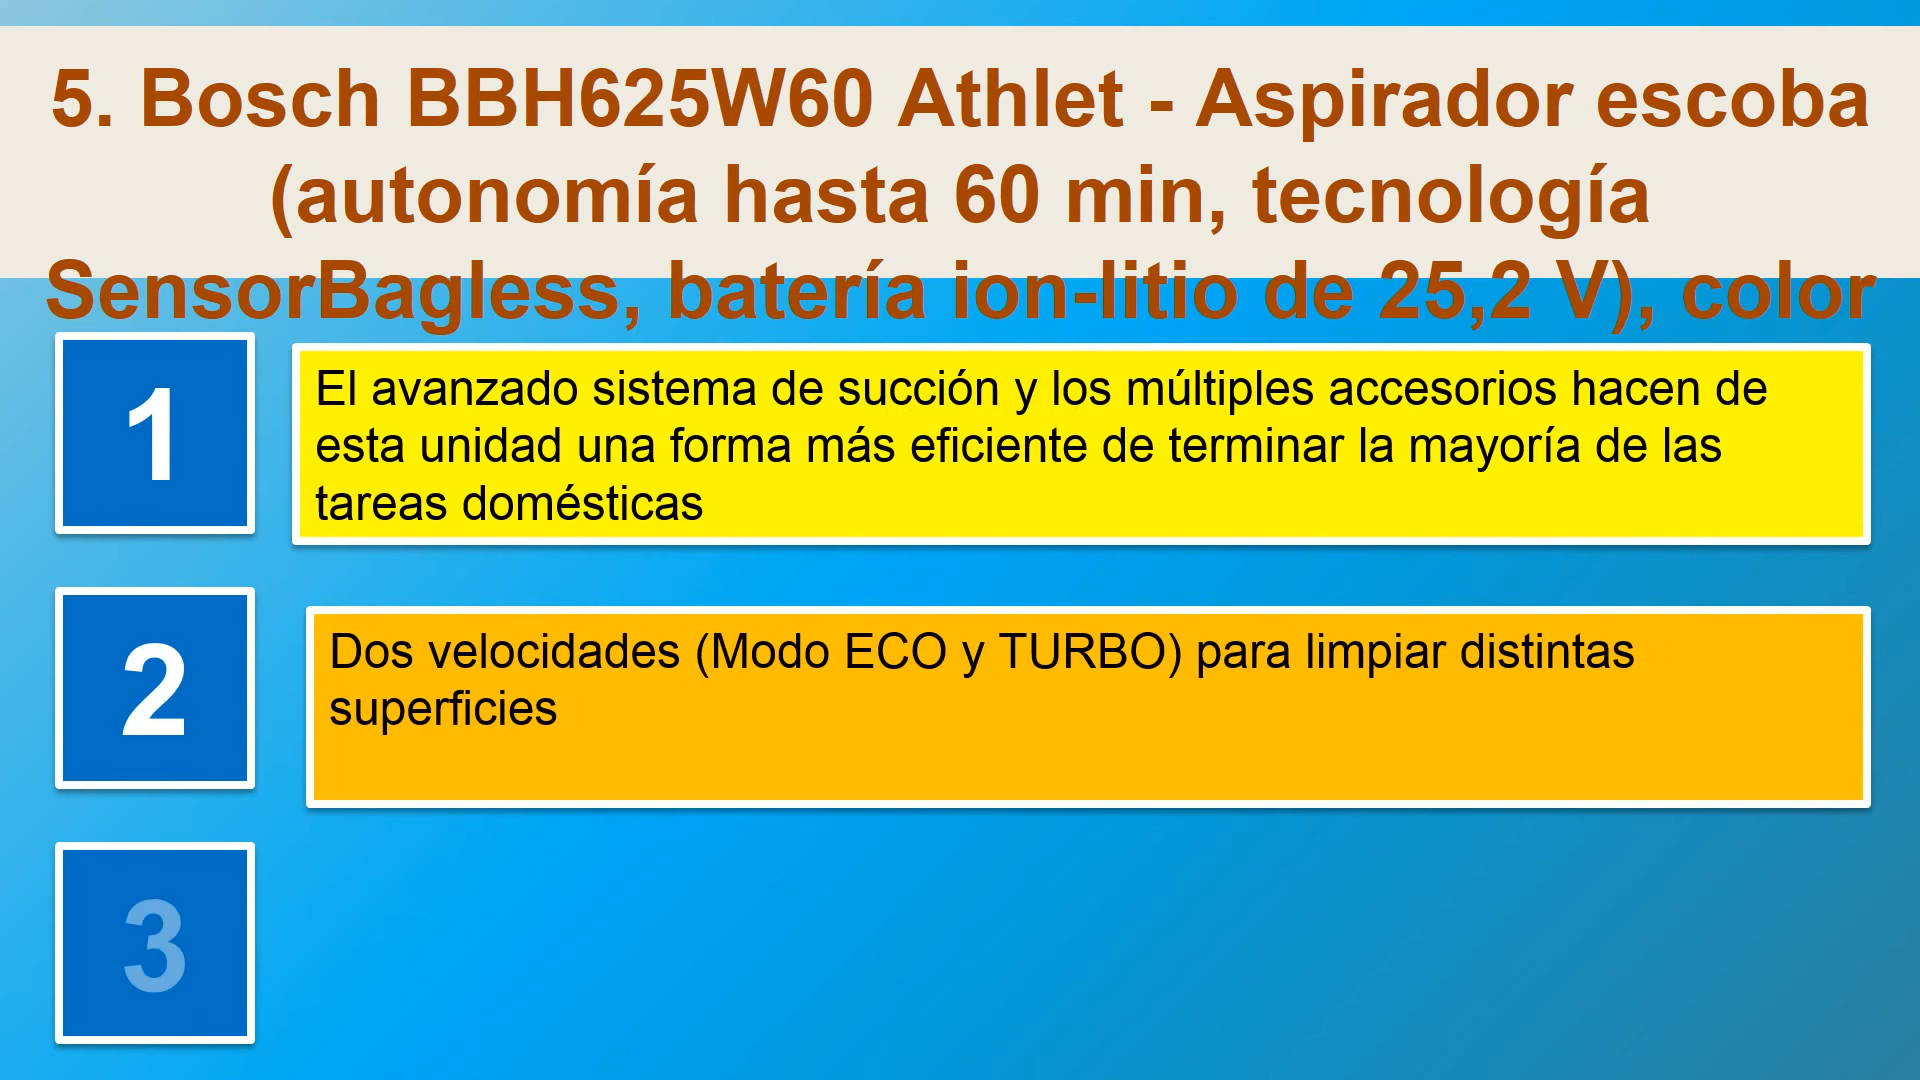 5. Bosch BBH625W60 Athlet - Aspirador escoba
(autonomía hasta 60 min, tecnología
SensorBagless, batería ion-litio de 25,2 V), color
1
El avanzado sistema de succión y los múltiples accesorios hacen de
esta unidad una forma más eficiente de terminar la mayoría de las
tareas domésticas
2
Dos velocidades (Modo ECO y TURBO) para limpiar distintas
superficies
3